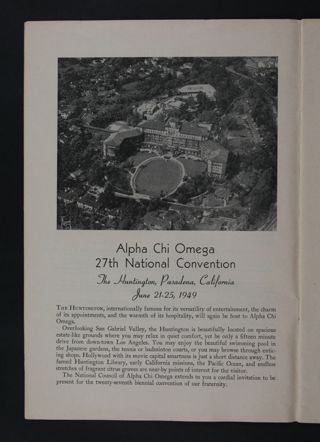 Alpha Chi Omega
27th National Convention
The Huntington, Pasadena, California
June 21-25, 1949
THE HUNTINGTON, internationally famous for its versatility of entertainment, the charm
of its appointments, and the warmth of its hospitality, will again be host to Alpha Chi
Omega.
Overlooking San Gabriel Valley, the Huntington is beautifully located on spacious
estate-like grounds where you may relax in quiet comfort, yet be only a fifteen minute
drive from down-town Los Angeles. You may enjoy the beautiful swimming pool in
the Japanese gardens, the tennis or badminton courts, or you may browse through entic-
ing shops. Hollywood with its movie capital smartness is just a short distance away. The
famed Huntington Library, early California missions, the Pacific Ocean, and endless
stretches of fragrant citrus groves are near-by points of interest for the visitor.
The National Council of Alpha Chi Omega extends to you a cordial invitation to be
present for the twenty-seventh biennial convention of our fraternity.